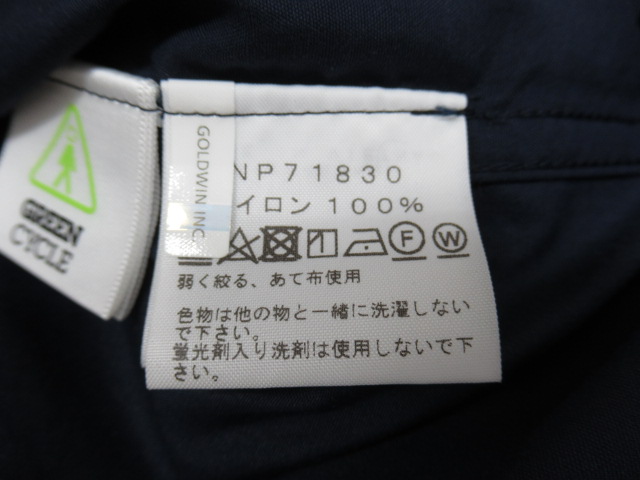 GREEN
CYCLE
GOLDWIN INC
NP71830
イロン 100%
F W
弱く絞る、あて布使用
色物は他の物と一緒に洗濯しない
で下さい。
蛍光剤入り洗剤は使用しないで下
さい。